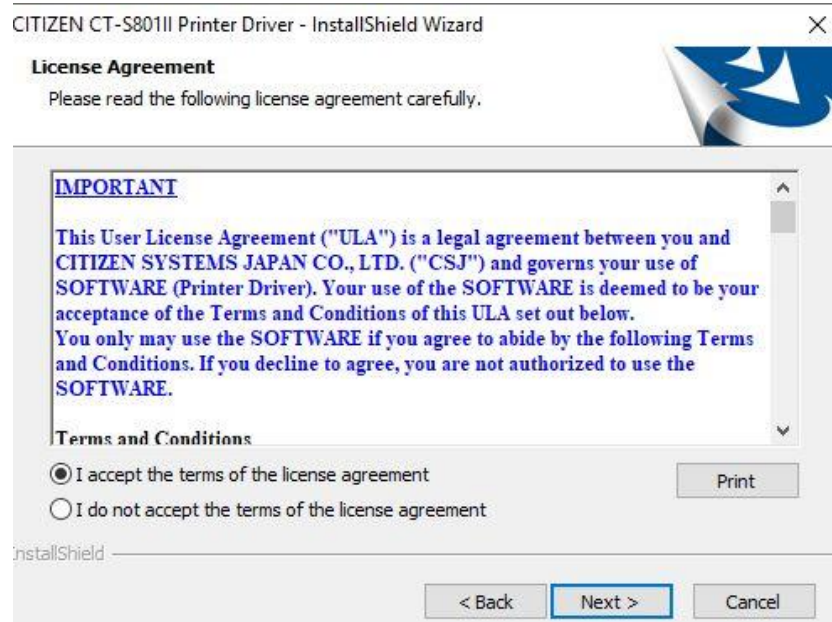 CITIZEN CT-S801II Printer Driver - InstallShield Wizard
License Agreement
Please read the following license agreement carefully.
IMPORTANT
This User License Agreement ("ULA") is a legal agreement between you and
CITIZEN SYSTEMS JAPAN CO., LTD. ("CSJ") and governs your use of
SOFTWARE (Printer Driver). Your use of the SOFTWARE is deemed to be your
acceptance of the Terms and Conditions of this ULA set out below.
You only may use the SOFTWARE if you agree to abide by the following Terms
and Conditions. If you decline to agree, you are not authorized to use the
SOFTWARE.
Terms and Conditions
I accept the terms of the license agreement
Print
I do not accept the terms of the license agreement
InstallShield
< Back
Next >
Cancel